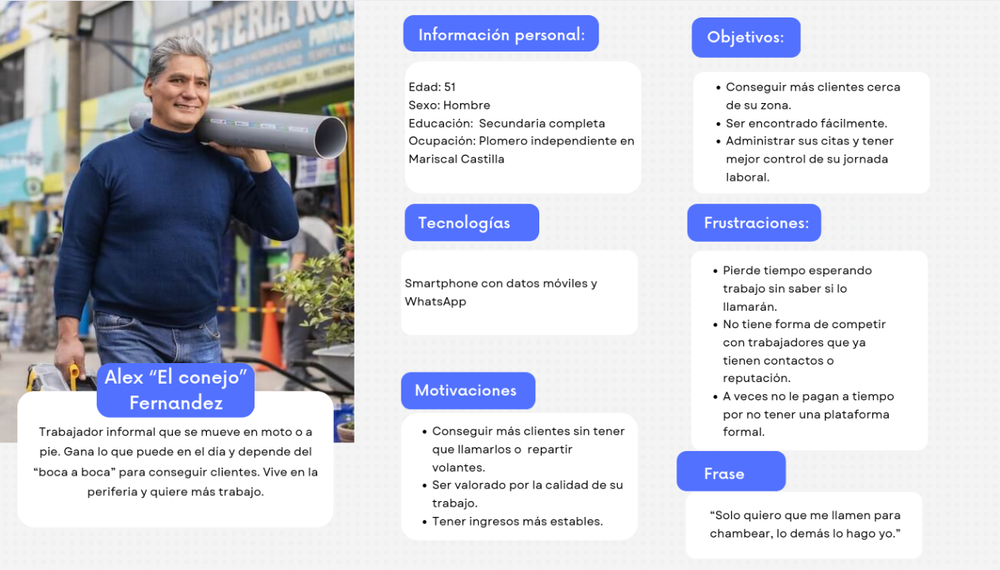 FERRETERIA
Alex “El conejo”
Fernandez
Trabajador informal que se mueve en moto o a
pie. Gana lo que puede en el día y depende del
“boca a boca” para conseguir clientes. Vive en la
periferia y quiere más trabajo.
Información personal:
Edad: 51
Sexo: Hombre
Educación:  Secundaria completa
Ocupación: Plomero independiente en
Mariscal Castilla
Tecnologías
Smartphone con datos móviles y
WhatsApp
Motivaciones
• Conseguir más clientes sin tener
que llamarlos o  repartir
volantes.
• Ser valorado por la calidad de su
trabajo.
• Tener ingresos más estables.
Objetivos:
• Conseguir más clientes cerca
de su zona.
• Ser encontrado fácilmente.
• Administrar sus citas y tener
mejor control de su jornada
laboral.
Frustraciones:
• Pierde tiempo esperando
trabajo sin saber si lo
llamarán.
• No tiene forma de competir
con trabajadores que ya
tienen contactos o
reputación.
• A veces no le pagan a tiempo
por no tener una plataforma
formal.
Frase
“Solo quiero que me llamen para
chambear, lo demás lo hago yo.”